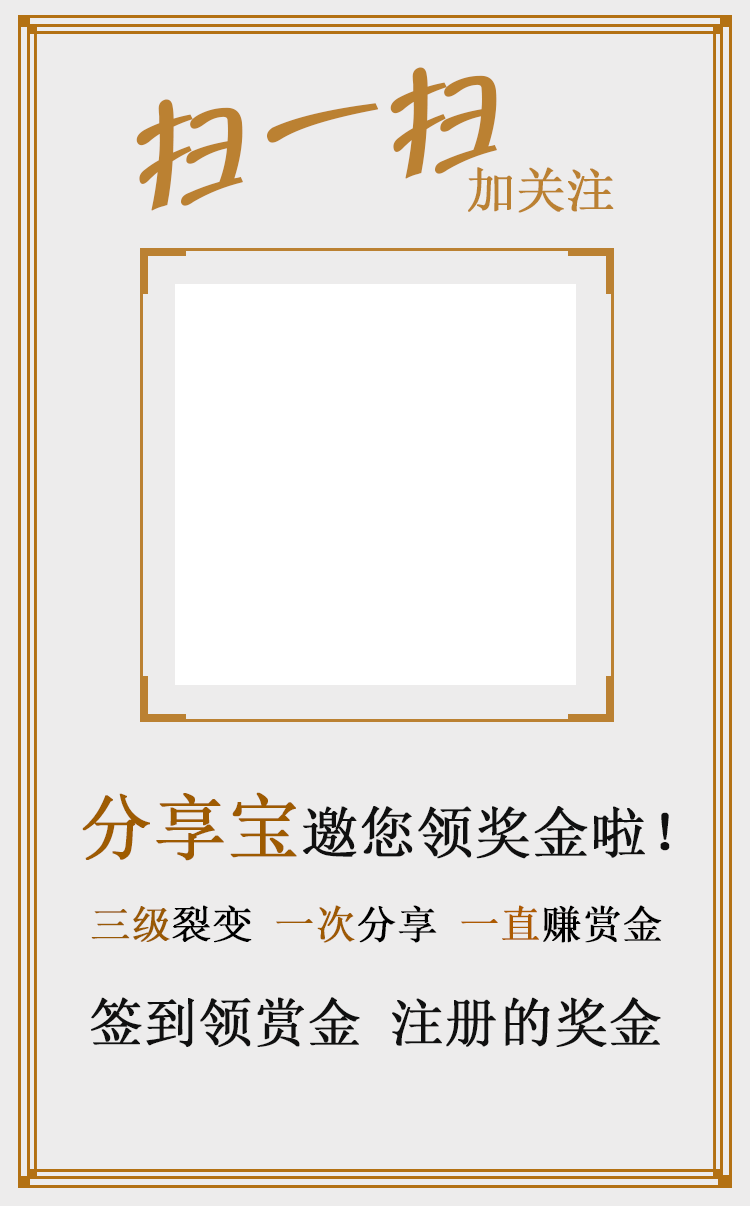 扫一扫
加关注
分享宝邀您领奖金啦！
三级裂变 一次分享 一直赚赏金
签到领赏金 注册的奖金